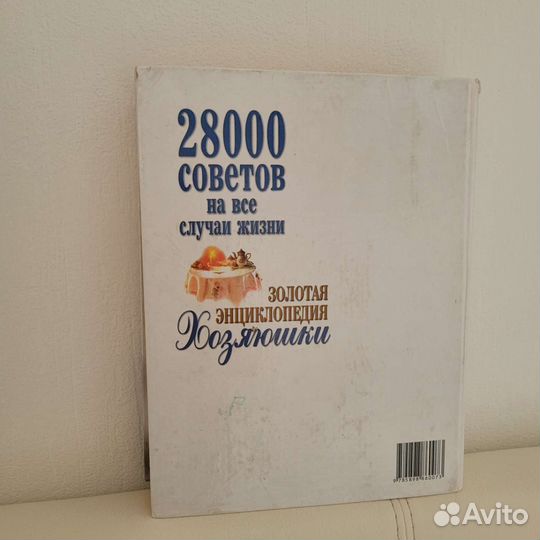 28000
СОВЕТОВ
НА ВСЕ
СЛУЧАИ ЖИЗНИ
ЗОЛОТАЯ
ЭНЦИКЛОПЕДИЯ
Хозяюшки
Avito